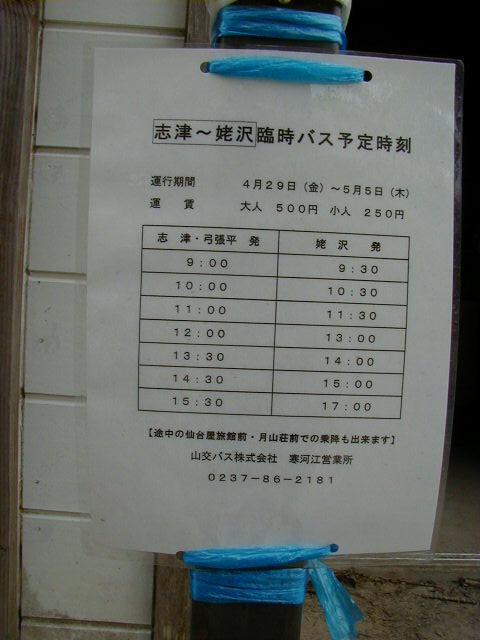 志津～姥沢臨時バス予定時刻
運行期間　4月29日（金）～5月5日（木）
運　賃　大人　500円　小人　250円
志　津・弓張平　発　姥　沢　発
9：00　9：30
10：00　10：30
11：00　11：30
12：00　13：00
13：30　14：00
14：30　15：00
15：30　17：00
【途中の仙台屋旅館前・月山荘前での乗降も出来ます】
山交バス株式会社　寒河江営業所
0237－86－2181